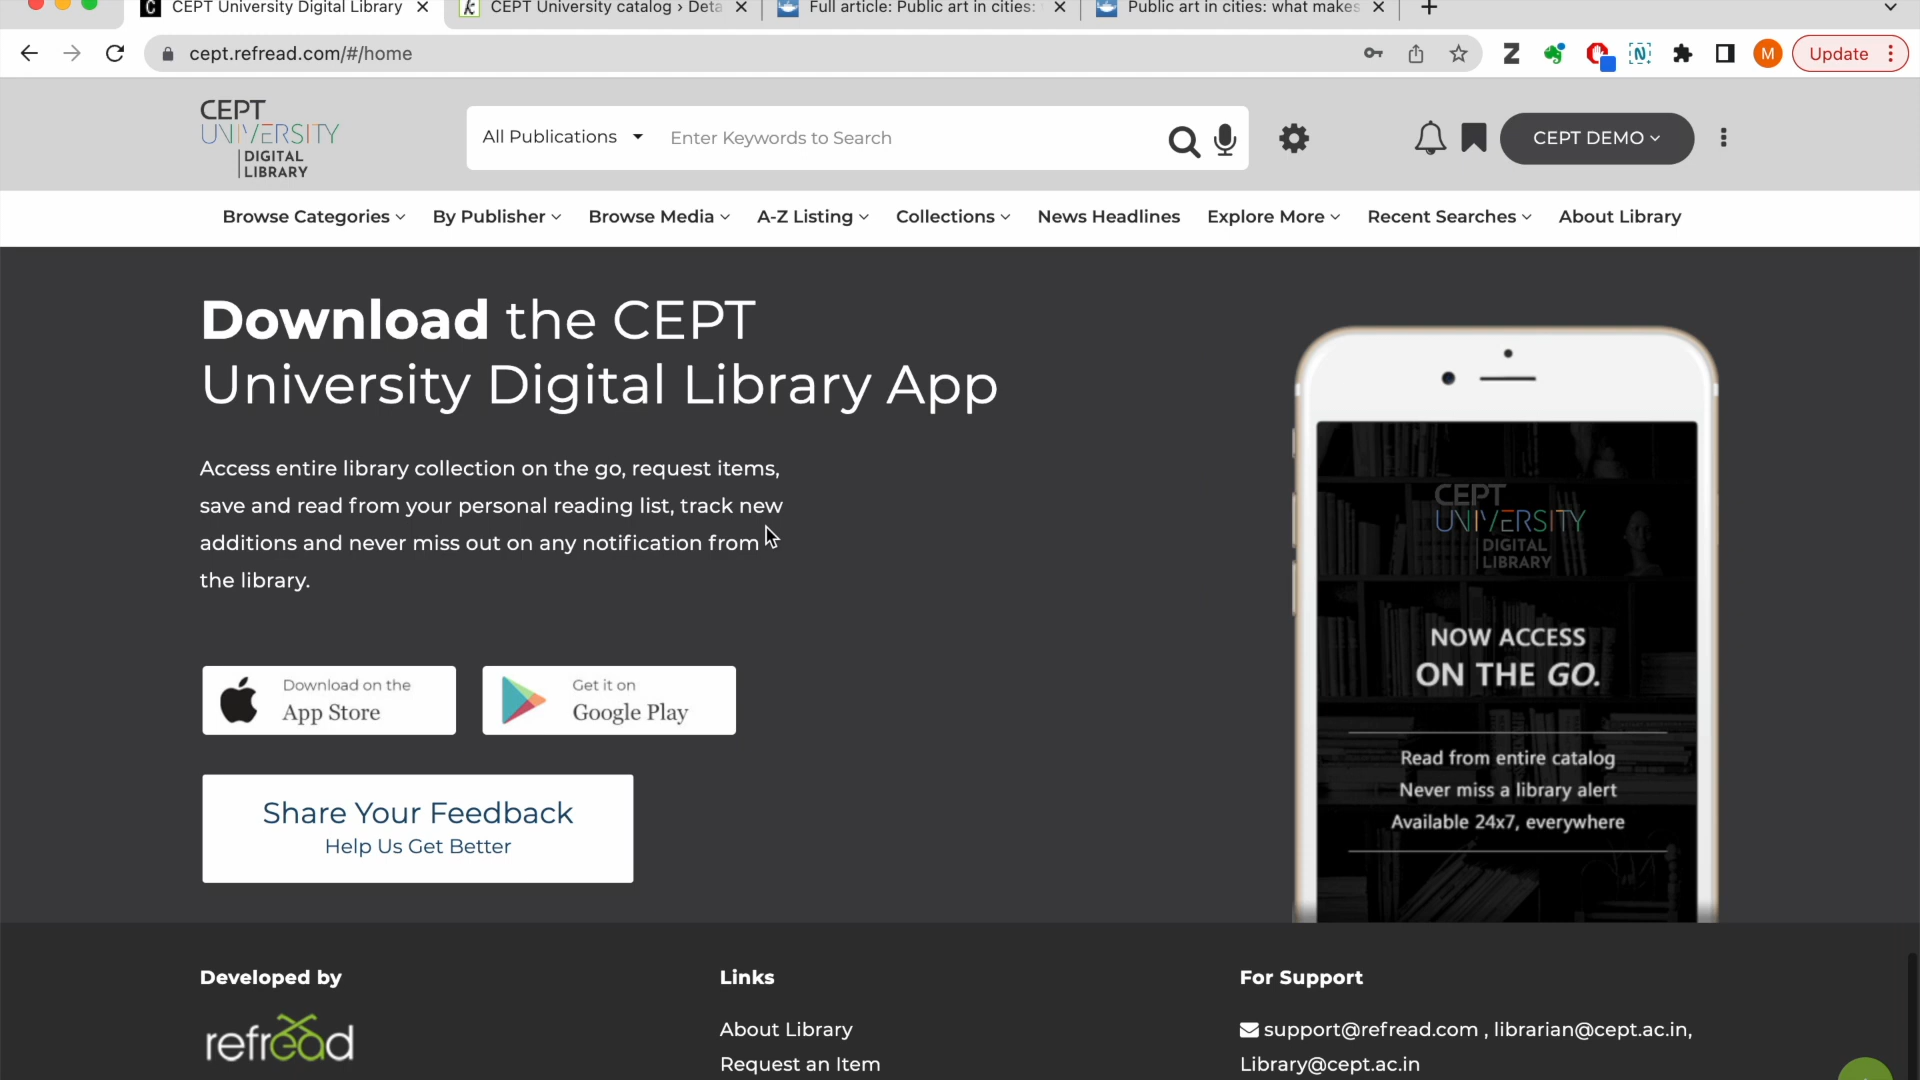 CEPT University Digital Library
CEPT University catalog › Deta
Full article: Public art in cities:
Public art in cities: what makes
cept.refread.com/#/home
Update
M
CEPT
UNIVERSITY
DIGITAL
LIBRARY
All Publications
Enter Keywords to Search
CEPT DEMO
Browse Categories
By Publisher
Browse Media
A-Z Listing
Collections
News Headlines
Explore More
Recent Searches
About Library
Download the CEPT
University Digital Library App
Access entire library collection on the go, request items,
save and read from your personal reading list, track new
additions and never miss out on any notification from
the library.
Download on the
App Store
Get it on
Google Play
Share Your Feedback
Help Us Get Better
CEPT
UNIVERSITY
DIGITAL
LIBRARY
NOW ACCESS
ON THE GO.
Read from entire catalog
Never miss a library alert
Available 24x7, everywhere
Developed by
refread
Links
About Library
Request an Item
For Support
support@refread.com , librarian@cept.ac.in,
Library@cept.ac.in